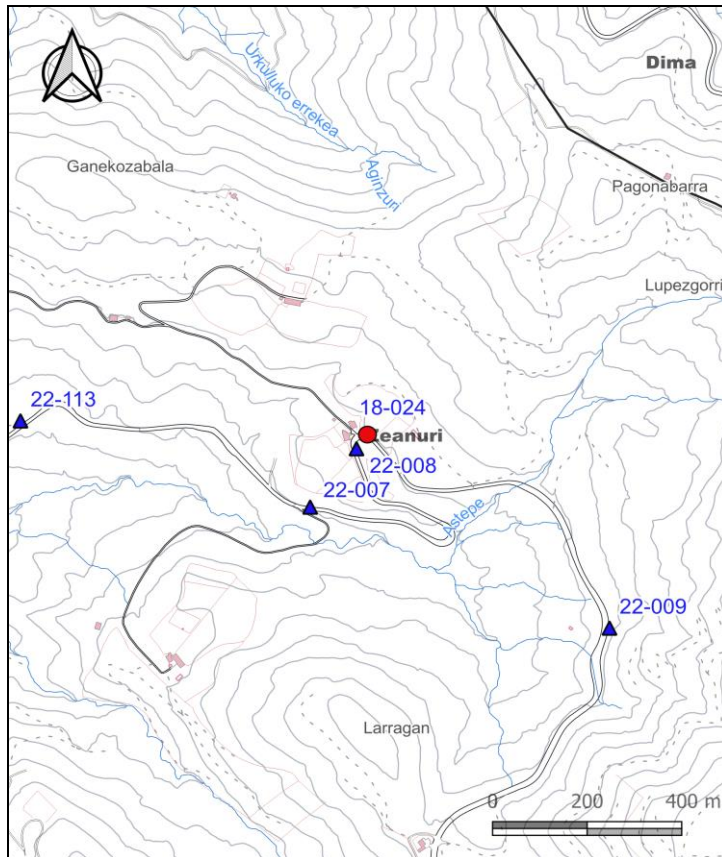 Dima
Urkulluko errekea
Ganekozabala
Aginzuri
Pagonabarra
Lupezgorri
22-113
18-024
Zeanuri
22-008
22-007
Astepe
22-009
Larragan
0 200 400 m